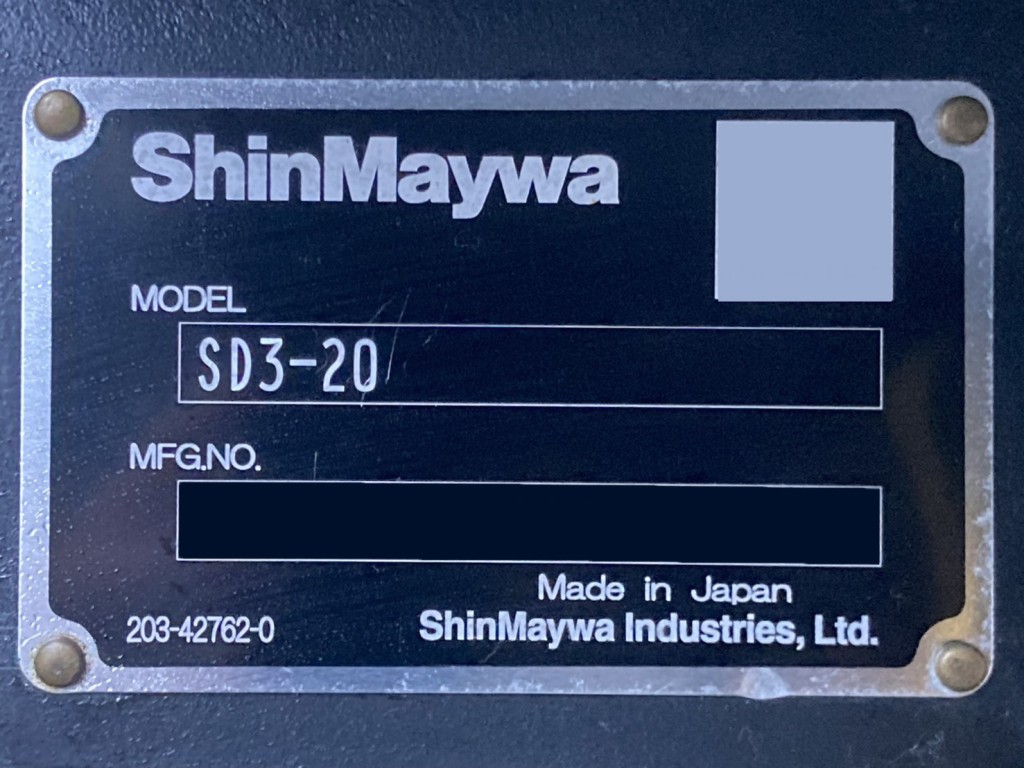 ShinMaywa
MODEL
SD3-20
MFG.NO.
Made in Japan
203-42762-0 ShinMaywa Industries, Ltd.